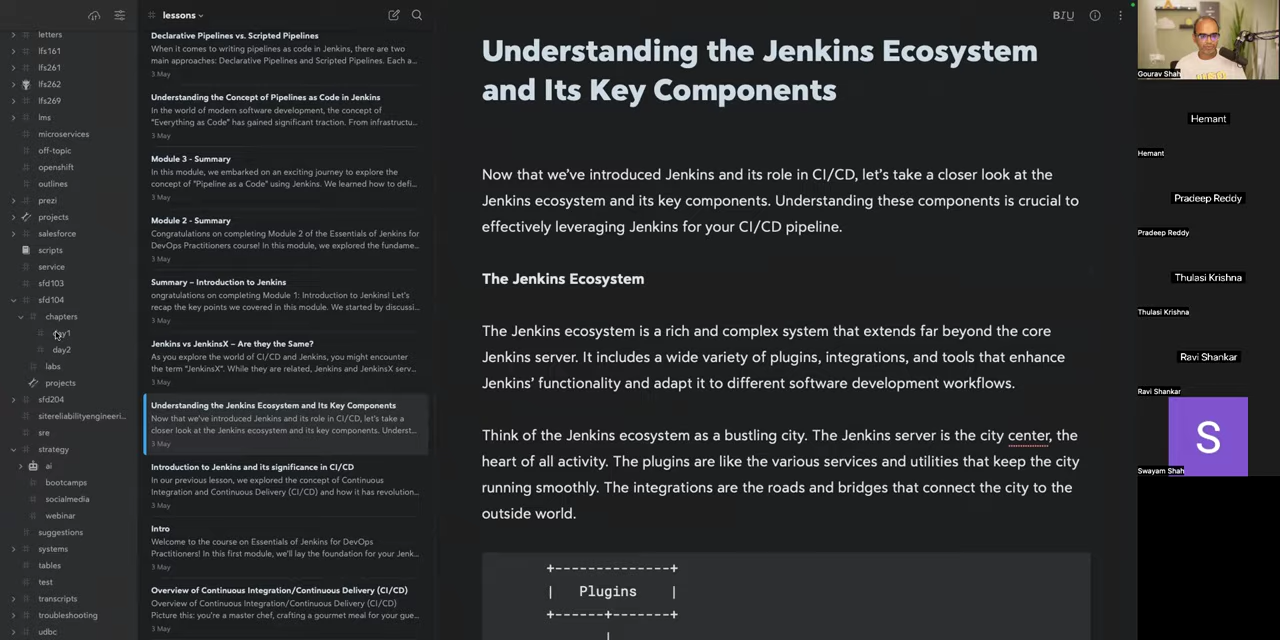 letters
lfs161
lfs261
lfs262
lfs269
lms
microservices
off-topic
openshift
outlines
prezi
projects
salesforce
scripts
service
sfd103
sfd104
chapters
day1
day2
labs
projects
sfd204
sitereliabilityengineeri...
sre
strategy
ai
bootcamps
socialmedia
webinar
suggestions
systems
tables
test
transcripts
troubleshooting
udbc
# lessons
Declarative Pipelines vs. Scripted Pipelines
When it comes to writing pipelines as code in Jenkins, there are two
main approaches: Declarative Pipelines and Scripted Pipelines. Each a...
3 May
Understanding the Concept of Pipelines as Code in Jenkins
In the world of modern software development, the concept of
"Everything as Code" has gained significant traction. From infrastructu...
3 May
Module 3 - Summary
In this module, we embarked on an exciting journey to explore the
concept of "Pipeline as a Code" using Jenkins. We learned how to defi...
3 May
Module 2 - Summary
Congratulations on completing Module 2 of the Essentials of Jenkins for
DevOps Practitioners course! In this module, we explored the fundame...
3 May
Summary – Introduction to Jenkins
ongratulations on completing Module 1: Introduction to Jenkins! Let's
recap the key points we covered in this module. We started by discussi...
3 May
Jenkins vs JenkinsX – Are they the Same?
As you explore the world of CI/CD and Jenkins, you might encounter
the term "JenkinsX". While they are related, Jenkins and JenkinsX serv...
3 May
Understanding the Jenkins Ecosystem and Its Key Components
Now that we've introduced Jenkins and its role in CI/CD, let's take a
closer look at the Jenkins ecosystem and its key components. Underst...
3 May
Introduction to Jenkins and its significance in CI/CD
In our previous lesson, we explored the concept of Continuous
Integration and Continuous Delivery (CI/CD) and how it has revolution...
3 May
Intro
Welcome to the course on Essentials of Jenkins for DevOps
Practitioners! In this first module, we'll lay the foundation for your Jenk...
3 May
Overview of Continuous Integration/Continuous Delivery (CI/CD)
Overview of Continuous Integration/Continuous Delivery (CI/CD)
Picture this: you're a master chef, crafting a gourmet meal for your gue...
3 May
BIU
Understanding the Jenkins Ecosystem
and Its Key Components
Now that we've introduced Jenkins and its role in CI/CD, let's take a closer look at the
Jenkins ecosystem and its key components. Understanding these components is crucial to
effectively leveraging Jenkins for your CI/CD pipeline.
The Jenkins Ecosystem
The Jenkins ecosystem is a rich and complex system that extends far beyond the core
Jenkins server. It includes a wide variety of plugins, integrations, and tools that enhance
Jenkins' functionality and adapt it to different software development workflows.
Think of the Jenkins ecosystem as a bustling city. The Jenkins server is the city center, the
heart of all activity. The plugins are like the various services and utilities that keep the city
running smoothly. The integrations are the roads and bridges that connect the city to the
outside world.
+--------------+
| Plugins |
+------+-------+
|
Gourav Shah
Hemant
Hemant
Pradeep Reddy
Pradeep Reddy
Thulasi Krishna
Thulasi Krishna
Ravi Shankar
Ravi Shankar
S
Swayam Shah